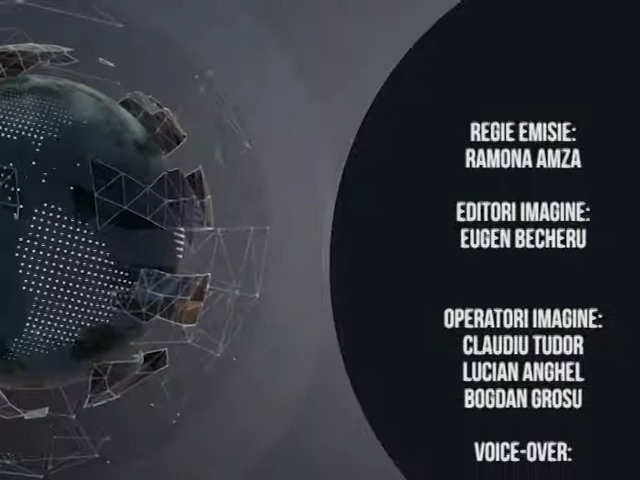 REGIE EMISIE:
RAMONA AMZA
EDITORI IMAGINE:
EUGEN BECHERU
OPERATORI IMAGINE:
CLAUDIU TUDOR
LUCIAN ANGHEL
BOGDAN GROSU
VOICE-OVER: